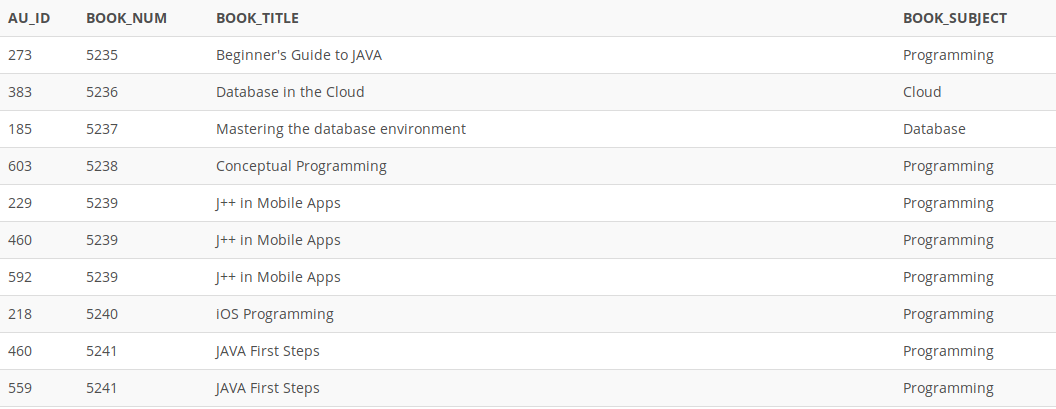 AU_ID BOOK_NUM BOOK_TITLE BOOK_SUBJECT
273 5235 Beginner's Guide to JAVA Programming
383 5236 Database in the Cloud Cloud
185 5237 Mastering the database environment Database
603 5238 Conceptual Programming Programming
229 5239 J++ in Mobile Apps Programming
460 5239 J++ in Mobile Apps Programming
592 5239 J++ in Mobile Apps Programming
218 5240 iOS Programming Programming
460 5241 JAVA First Steps Programming
559 5241 JAVA First Steps Programming